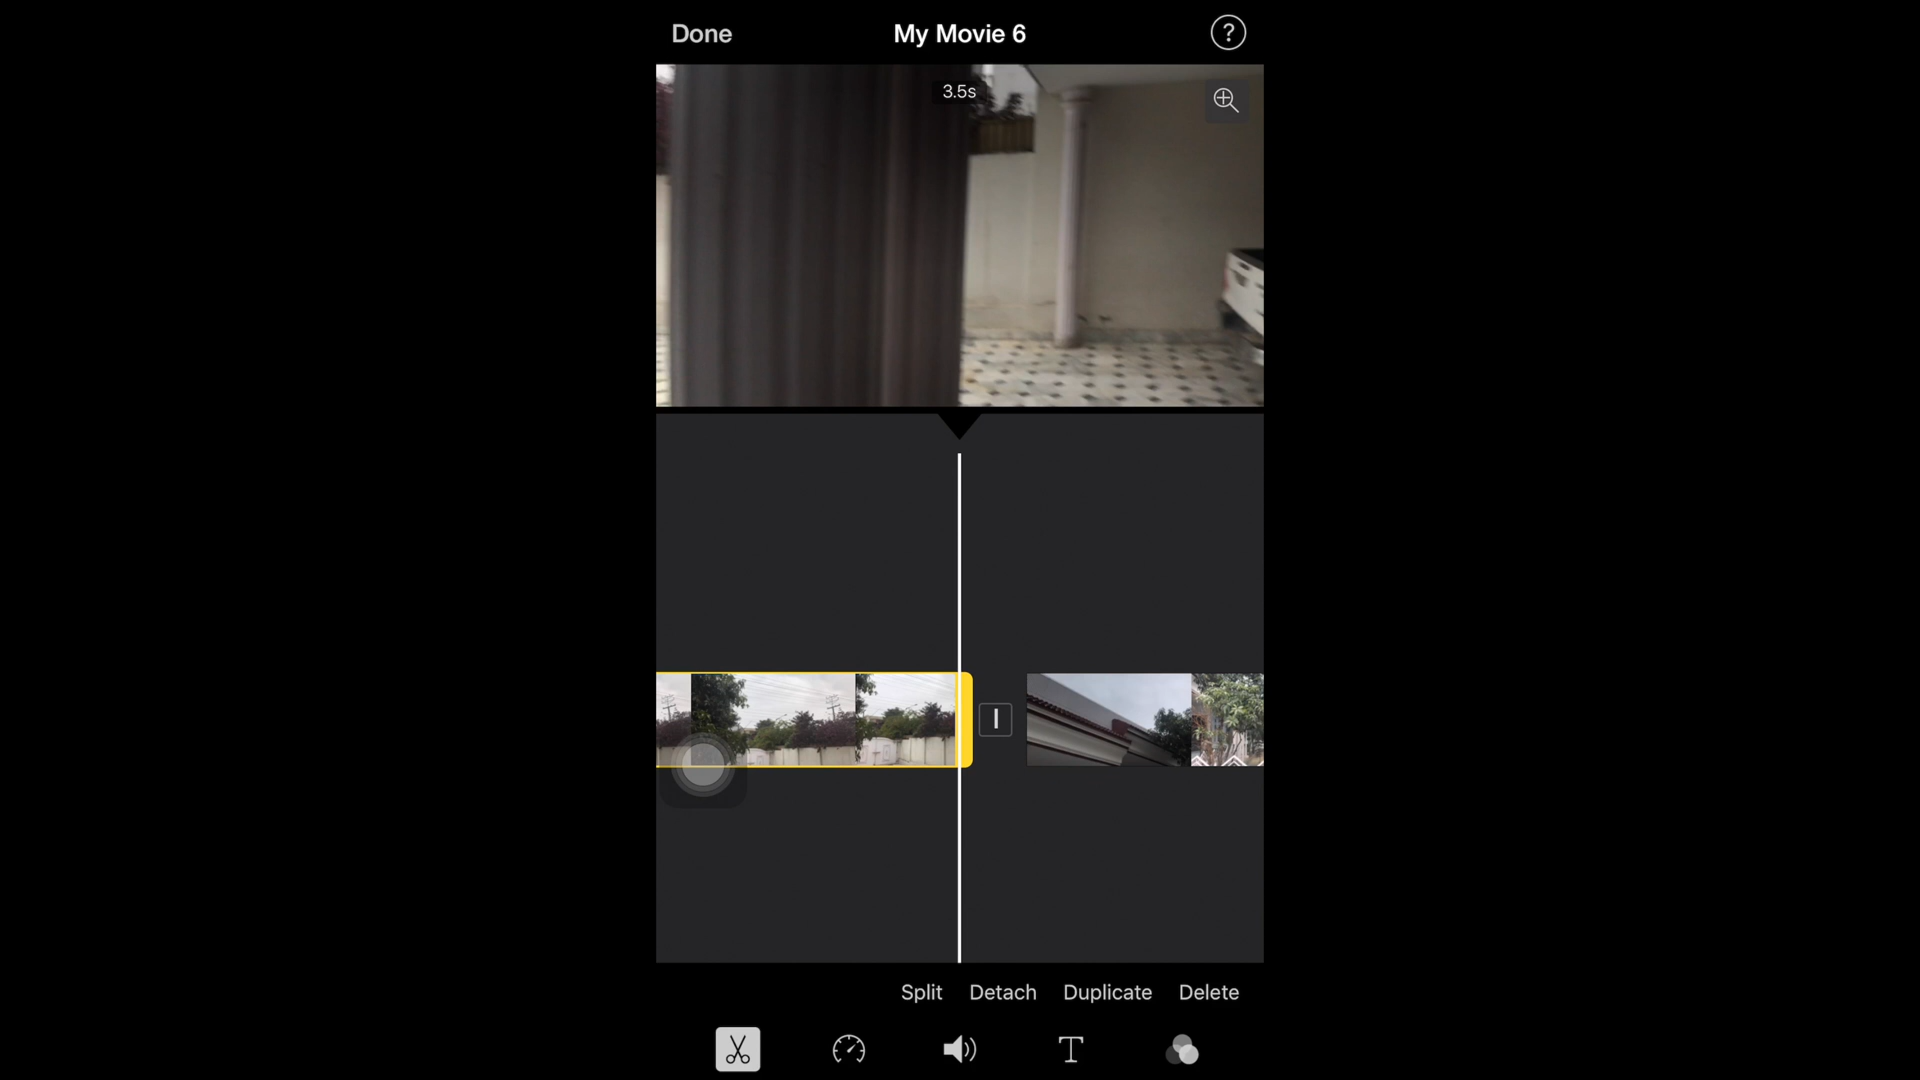 Done
My Movie 6
?
3.5s
Split
Detach
Duplicate
Delete
T